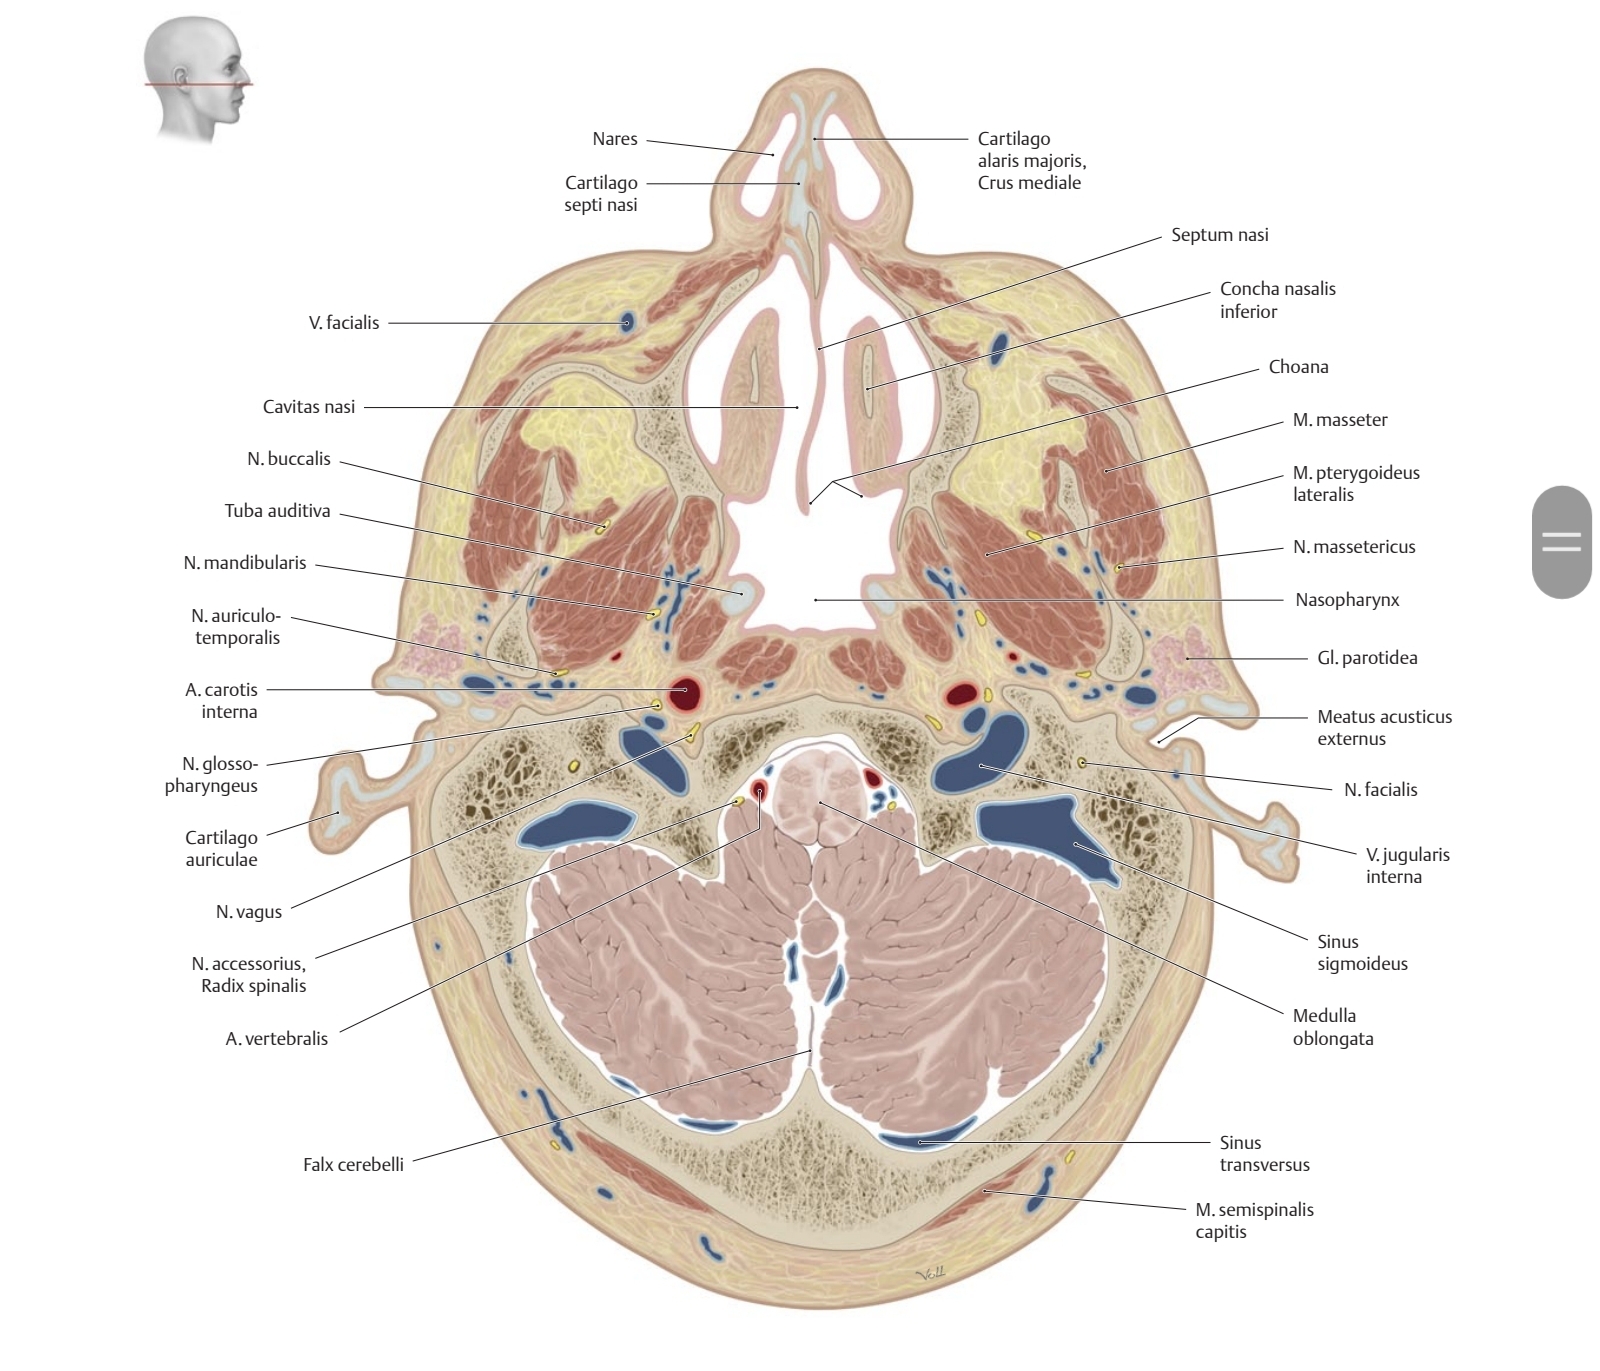 Nares
Cartilago
septi nasi
V. facialis
Cavitas nasi
N. buccalis
Tuba auditiva
N. mandibularis
N. auriculo-
temporalis
A. carotis
interna
N. glosso-
pharyngeus
Cartilago
auriculae
N. vagus
N. accessorius,
Radix spinalis
A. vertebralis
Falx cerebelli
Cartilago
alaris majoris,
Crus mediale
Septum nasi
Concha nasalis
inferior
Choana
M. masseter
M. pterygoideus
lateralis
N. massetericus
Nasopharynx
Gl. parotidea
Meatus acusticus
externus
N. facialis
V. jugularis
interna
Sinus
sigmoideus
Medulla
oblongata
Sinus
transversus
M. semispinalis
capitis
Voll